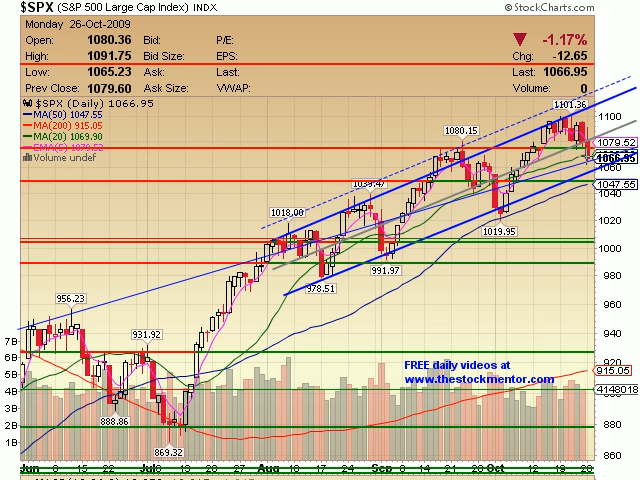 $SPX (S&P 500 Large Cap Index) INDX
© StockCharts.com
Monday 26-Oct-2009
Open: 1080.36 Bid: P/E: ▼ -1.17%
High: 1091.75 Bid Size: EPS: Chg: -12.65
Low: 1065.23 Ask: Last: Last: 1066.95
Prev Close: 1079.60 Ask Size: VWAP: Volume: 0
$SPX (Daily) 1066.95
MA(50) 1047.55
MA(200) 915.05
MA(20) 1069.90
EMA(5) 1079.52
Volume undef
1101.36
1080.15
1039.47
1018.00
1019.95
991.97
978.51
956.23
931.92
888.86
869.32
1100
1079.52
1066.95
1060
1047.55
1040
1020
1000
980
960
940
920
915.05
4148018
880
860
7B
6B
5B
4B
3B
2B
1B
FREE daily videos at
www.thestockmentor.com
Jun 8 15 22 Jul 6 13 20 27 Aug 10 17 24 Sep 8 14 21 28 Oct 12 19 26